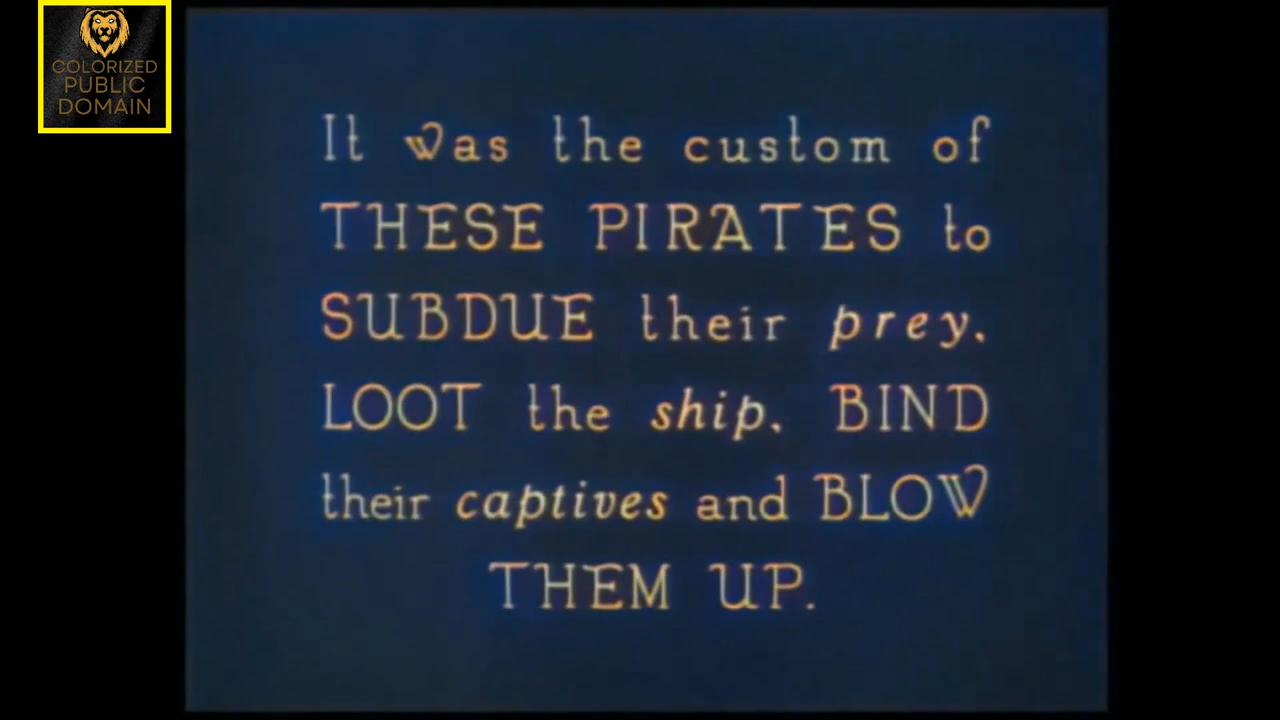 COLORIZED
PUBLIC
DOMAIN
It was the custom of
THESE PIRATES to
SUBDUE their prey,
LOOT the ship, BIND
their captives and BLOW
THEM UP.